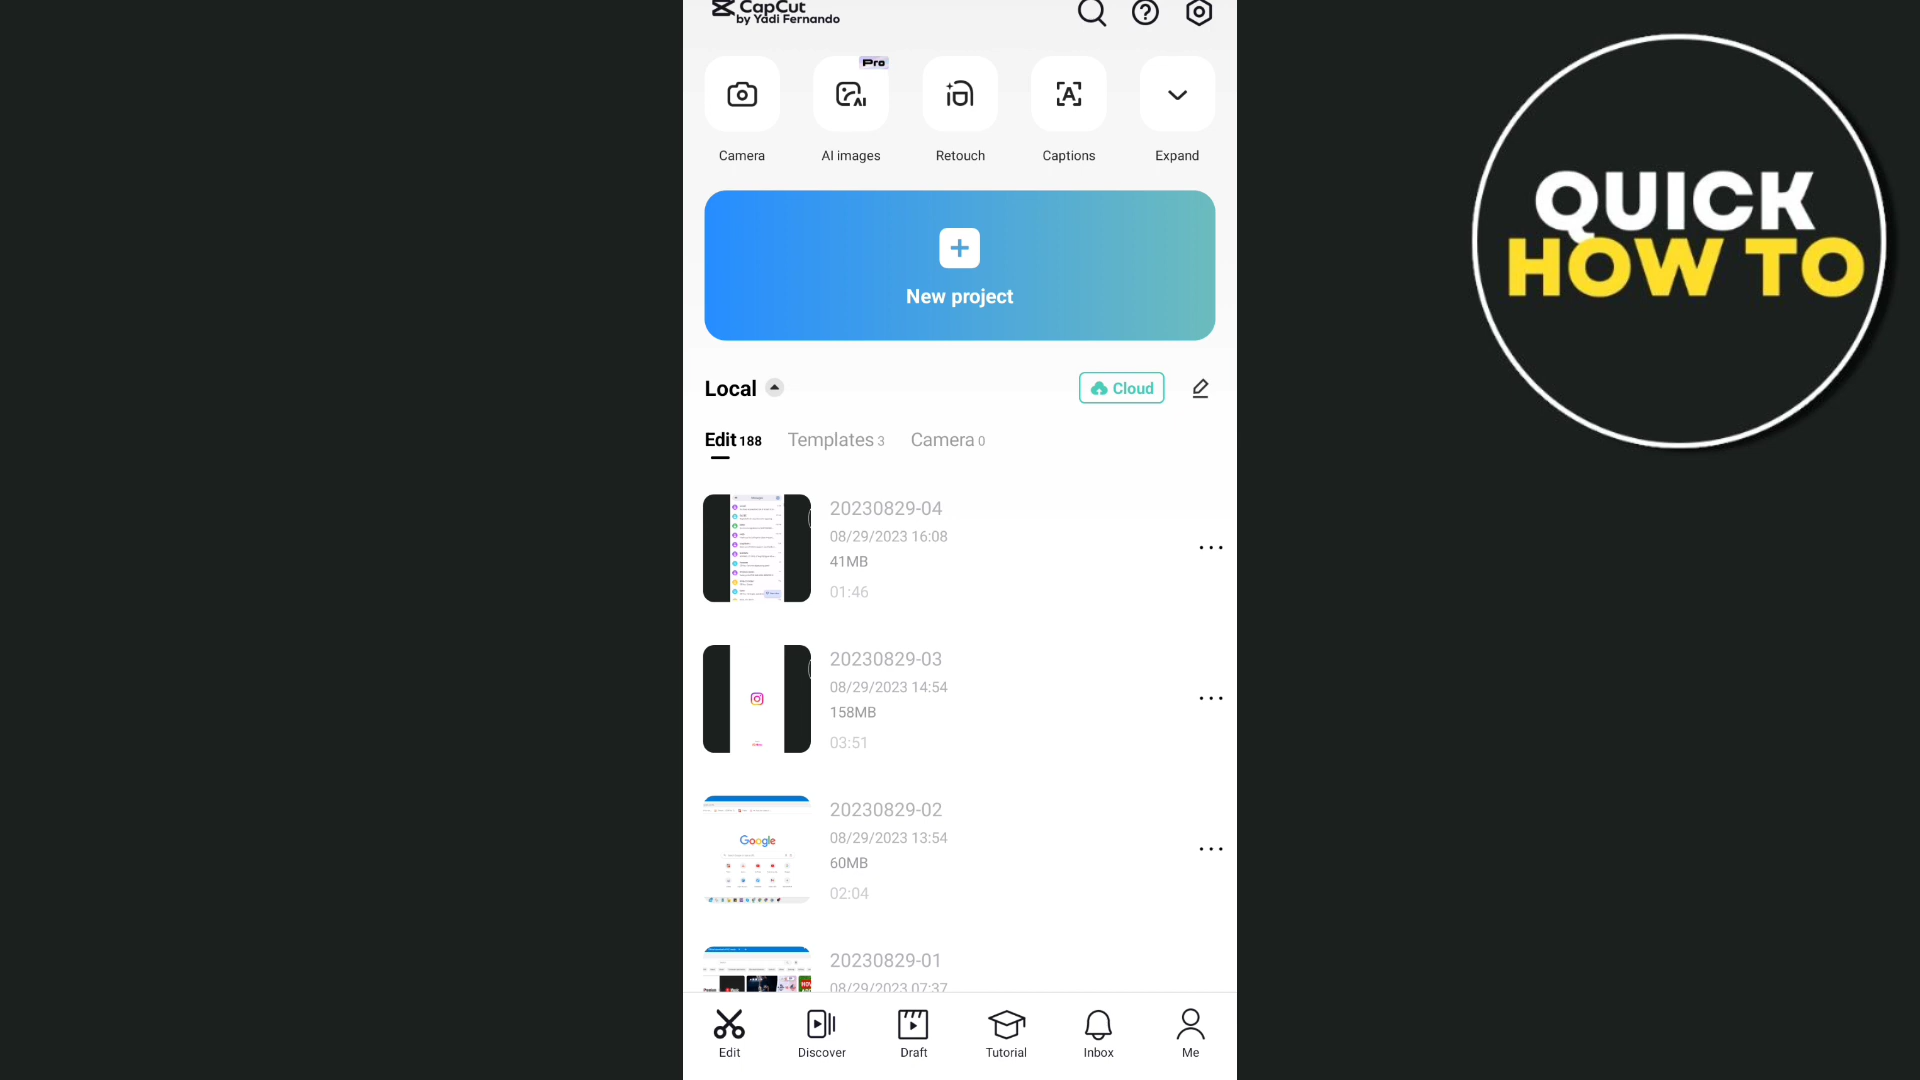 CapCut
by Yadi Fernando
Pro
Camera
AI images
Retouch
Captions
Expand
New project
Local
Cloud
Edit 188
Templates 3
Camera 0
20230829-04
08/29/2023 16:08
41MB
01:46
20230829-03
08/29/2023 14:54
158MB
03:51
Google
20230829-02
08/29/2023 13:54
60MB
02:04
20230829-01
08/29/2023 07:37
Edit
Discover
Draft
Tutorial
Inbox
Me
QUICK
HOW TO